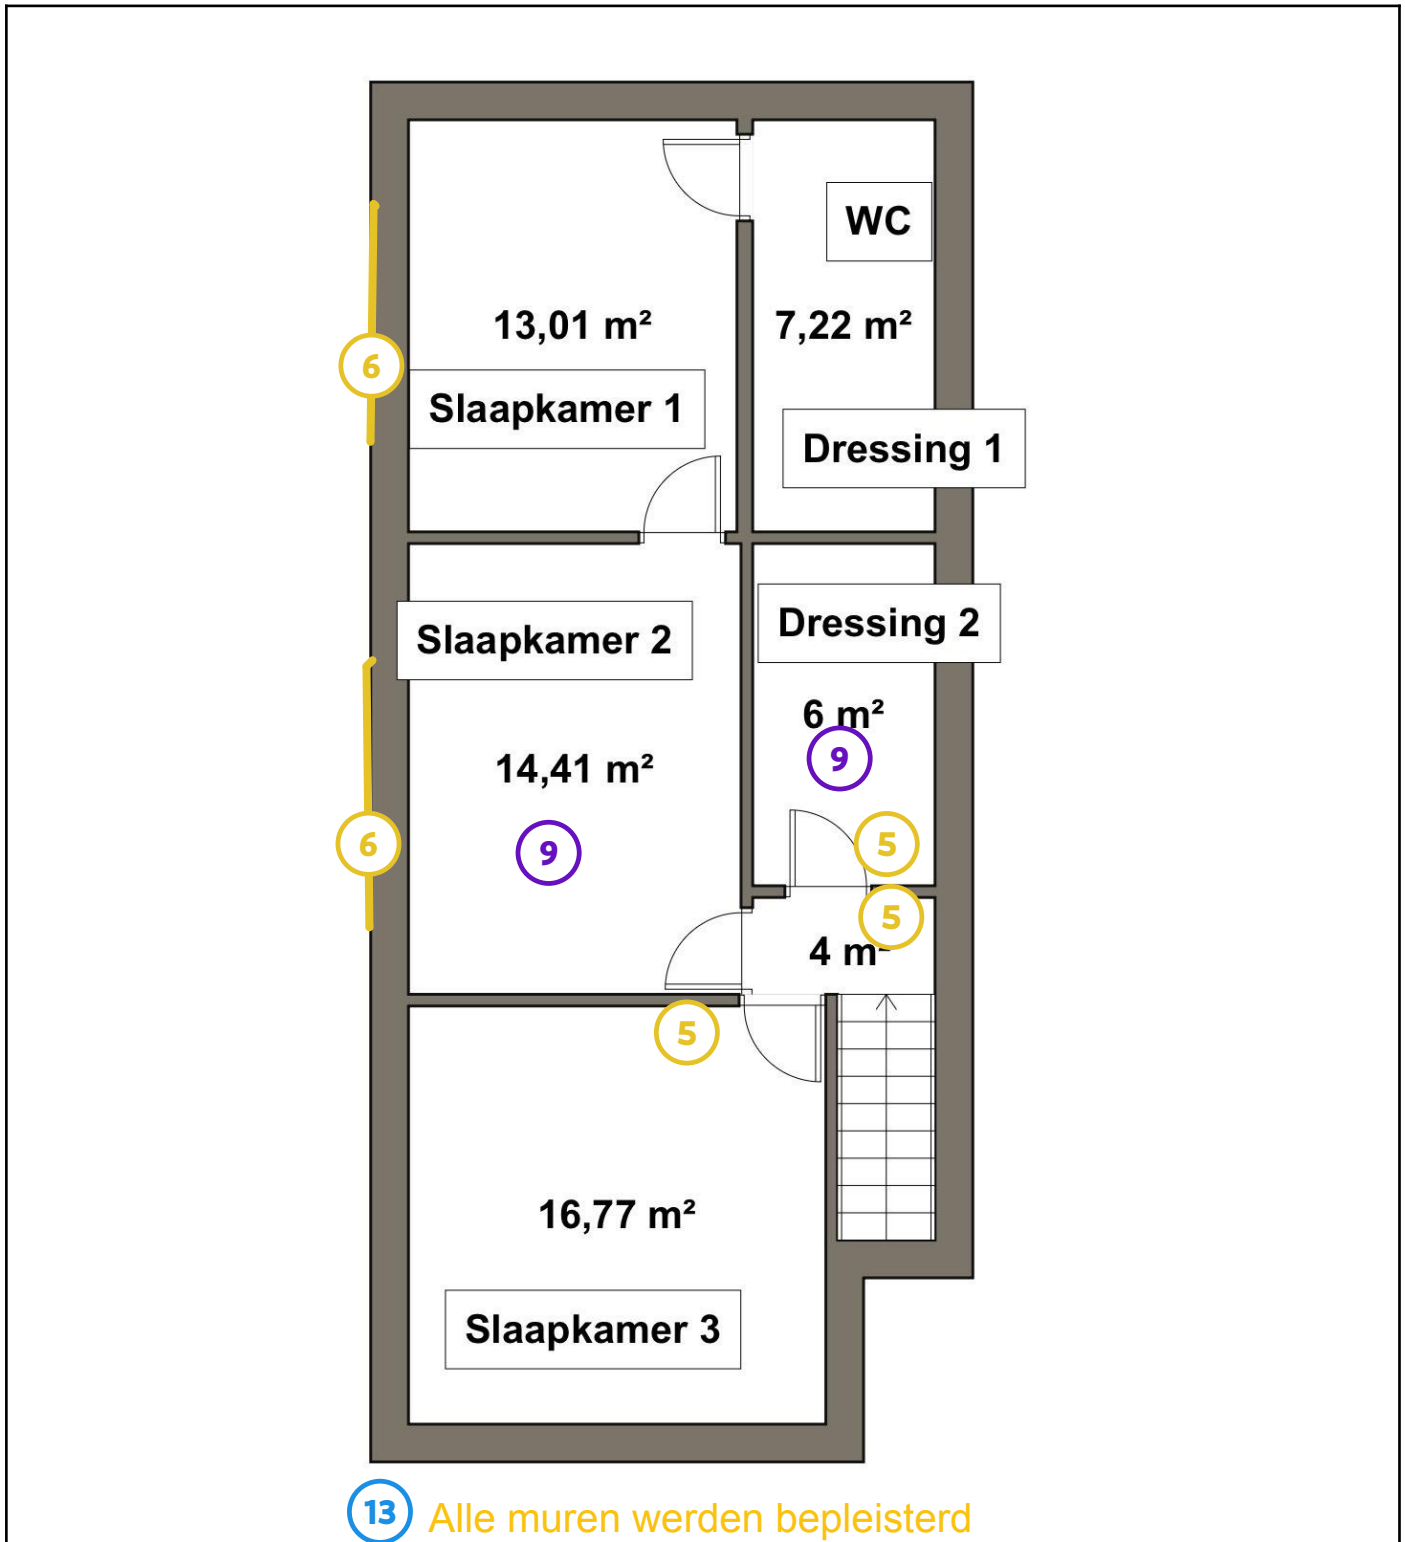 WC
13,01 m²
7,22 m²
6
Slaapkamer 1
Dressing 1
Dressing 2
Slaapkamer 2
6 m²
9
14,41 m²
6
9
5
5
4 m²
5
16,77 m²
Slaapkamer 3
13 Alle muren werden bepleisterd